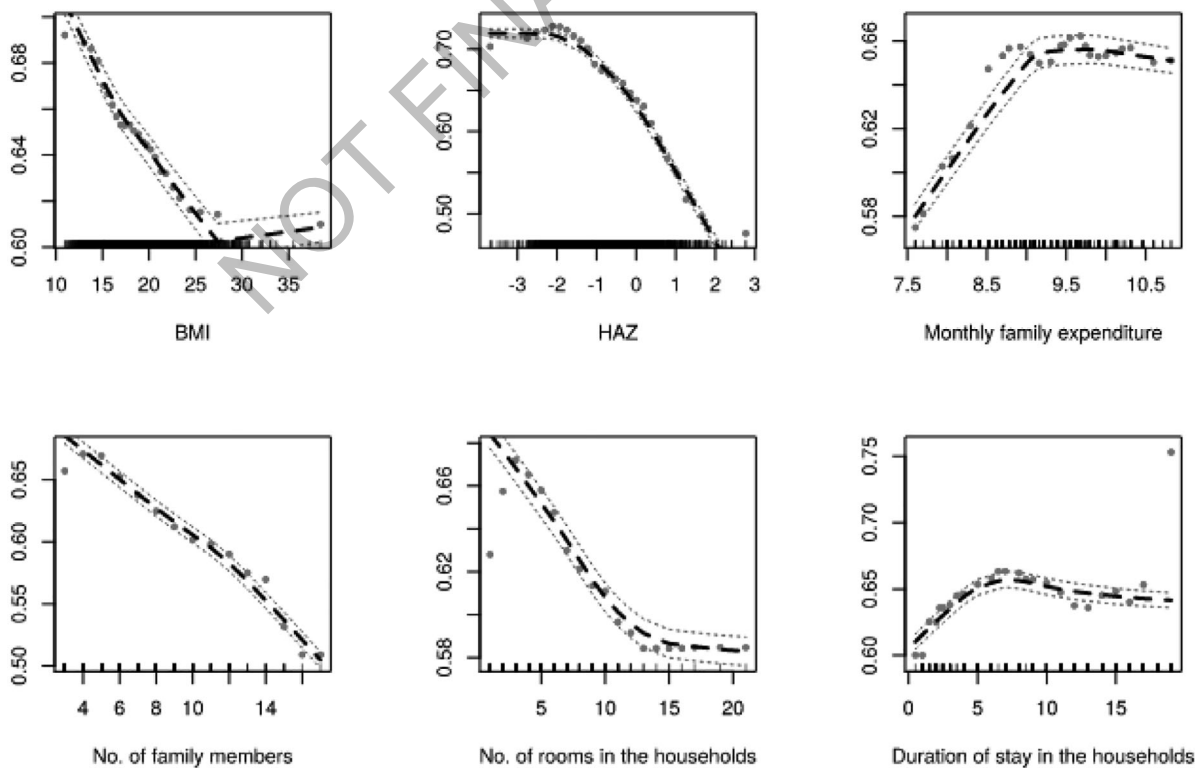 0.60 0.64 0.68
10 15 20 25 30 35
BMI
0.50 0.60 0.70
-3 -2 -1 0 1 2 3
HAZ
0.58 0.62 0.66
7.5 8.5 9.5 10.5
Monthly family expenditure
NOT FINA
0.50 0.55 0.60 0.65
4 6 8 10 14
No. of family members
0.58 0.62 0.66
5 10 15 20
No. of rooms in the households
0.60 0.65 0.70 0.75
0 5 10 15
Duration of stay in the households